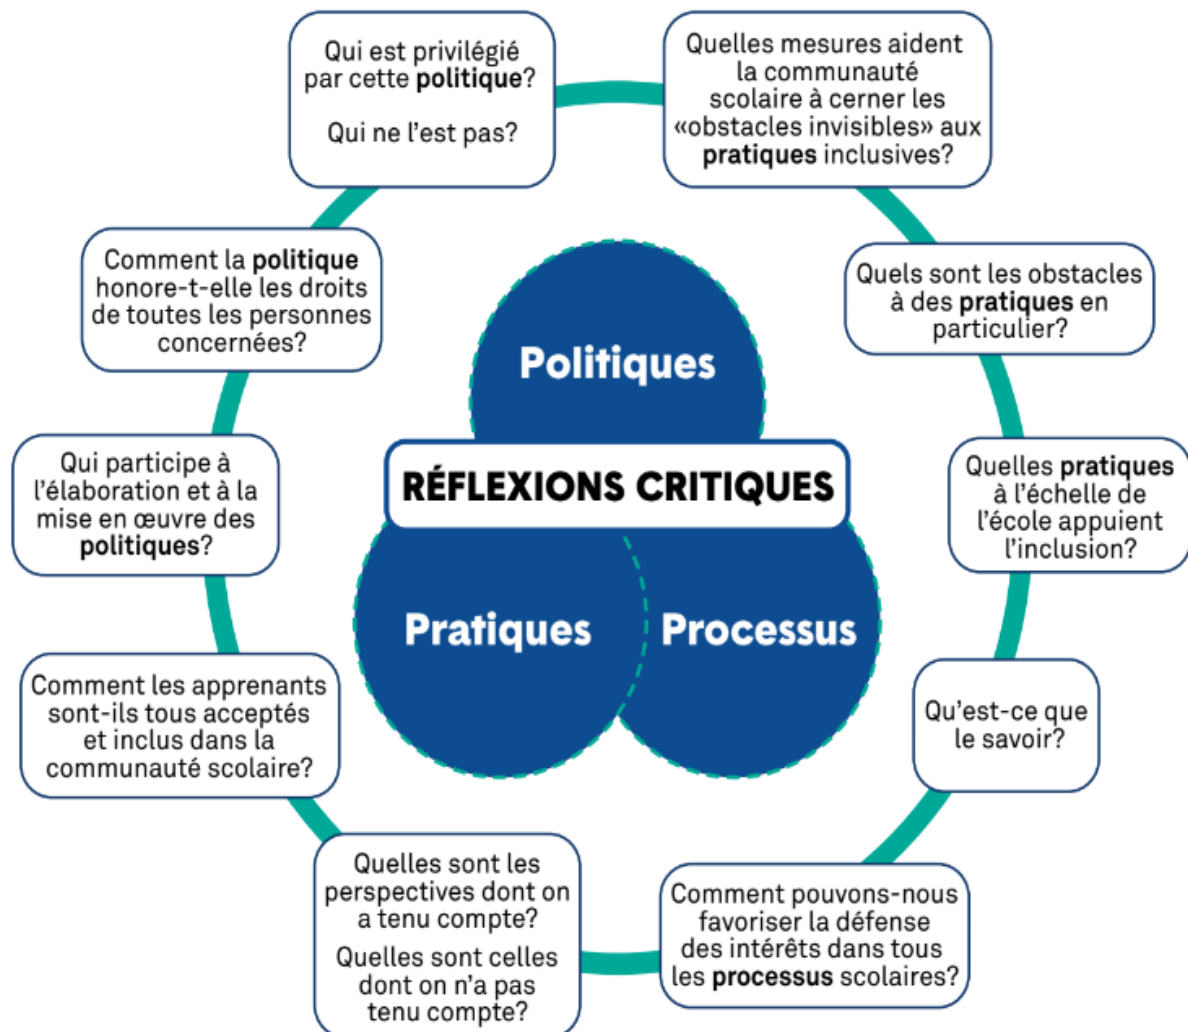 Qui est privilégié
par cette politique?
Qui ne l'est pas?
Quelles mesures aident
la communauté
scolaire à cerner les
«obstacles invisibles» aux
pratiques inclusives?
Quels sont les obstacles
à des pratiques en
particulier?
Quelles pratiques
à l'échelle de
l'école appuient
l'inclusion?
Qu'est-ce que
le savoir?
Comment pouvons-nous
favoriser la défense
des intérêts dans tous
les processus scolaires?
Quelles sont les
perspectives dont on
a tenu compte?
Quelles sont celles
dont on n'a pas
tenu compte?
Comment les apprenants
sont-ils tous acceptés
et inclus dans la
communauté scolaire?
Qui participe à
l'élaboration et à la
mise en œuvre des
politiques?
Comment la politique
honore-t-elle les droits
de toutes les personnes
concernées?
Politiques
RÉFLEXIONS CRITIQUES
Pratiques
Processus